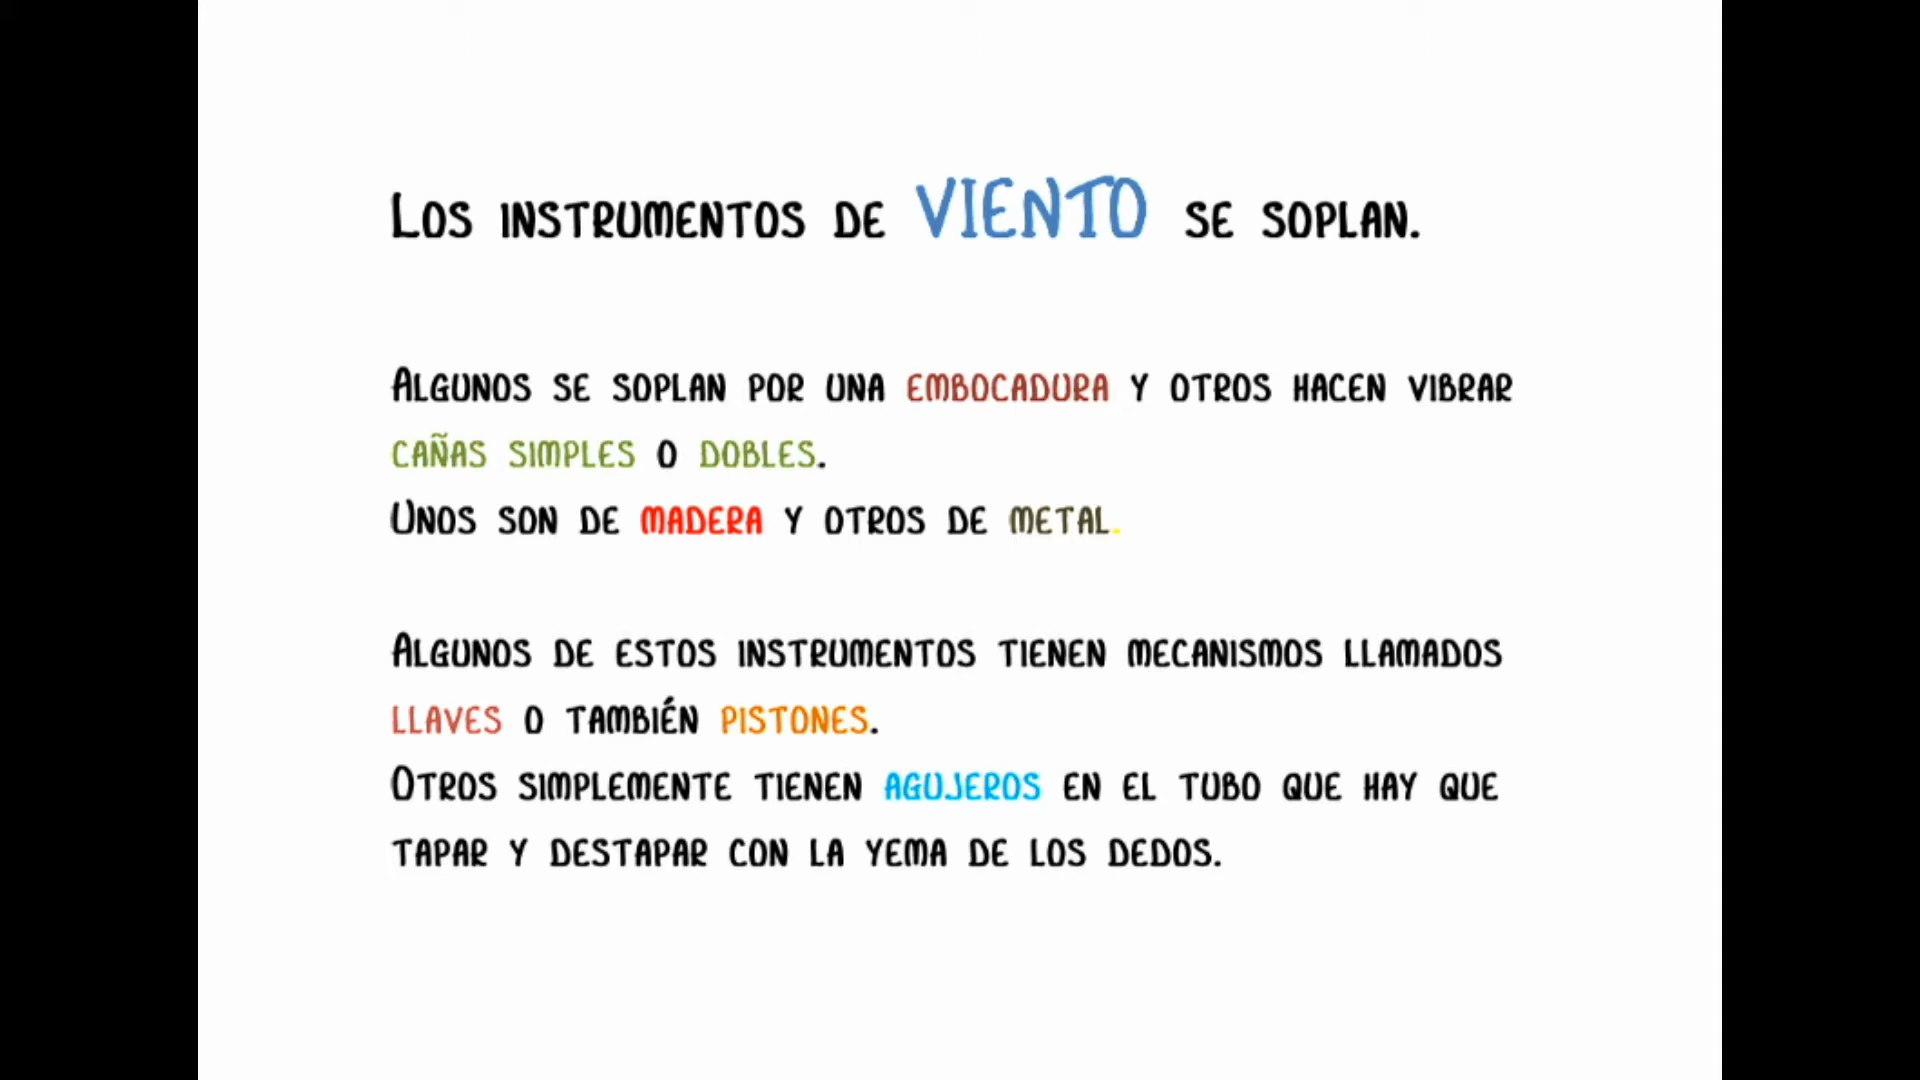 Los instrumentos de VIENTO se soplan.
Algunos se soplan por una embocadura y otros hacen vibrar
cañas simples o dobles.
Unos son de madera y otros de metal.
Algunos de estos instrumentos tienen mecanismos llamados
llaves o también pistones.
Otros simplemente tienen agujeros en el tubo que hay que
tapar y destapar con la yema de los dedos.